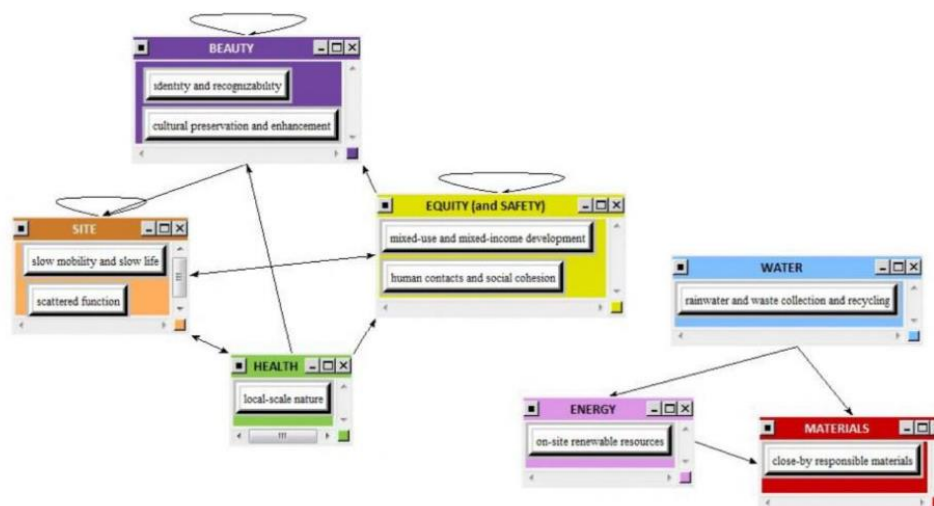 BEAUTY
identity and recognizability
cultural preservation and enhancement
EQUITY (and SAFETY)
mixed-use and mixed-income development
human contacts and social cohesion
SITE
slow mobility and slow life
scattered function
WATER
rainwater and waste collection and recycling
HEALTH
local-scale nature
ENERGY
on-site renewable resources
MATERIALS
close-by responsible materials